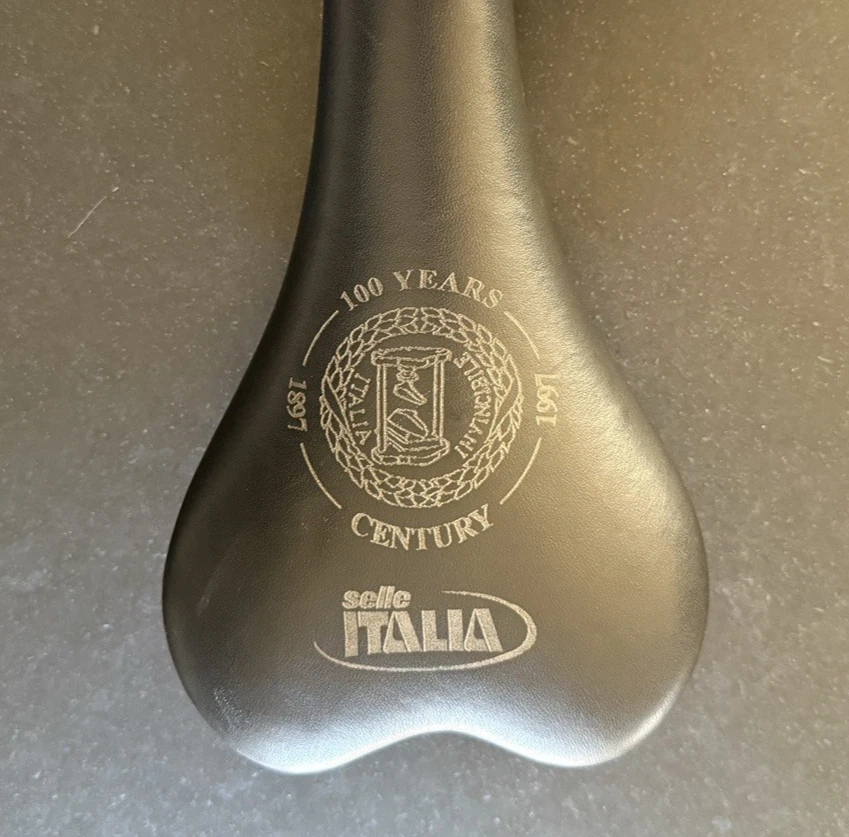 100 YEARS
1897
ITALIA
INVINCIBILE
1997
CENTURY
selle
ITALIA